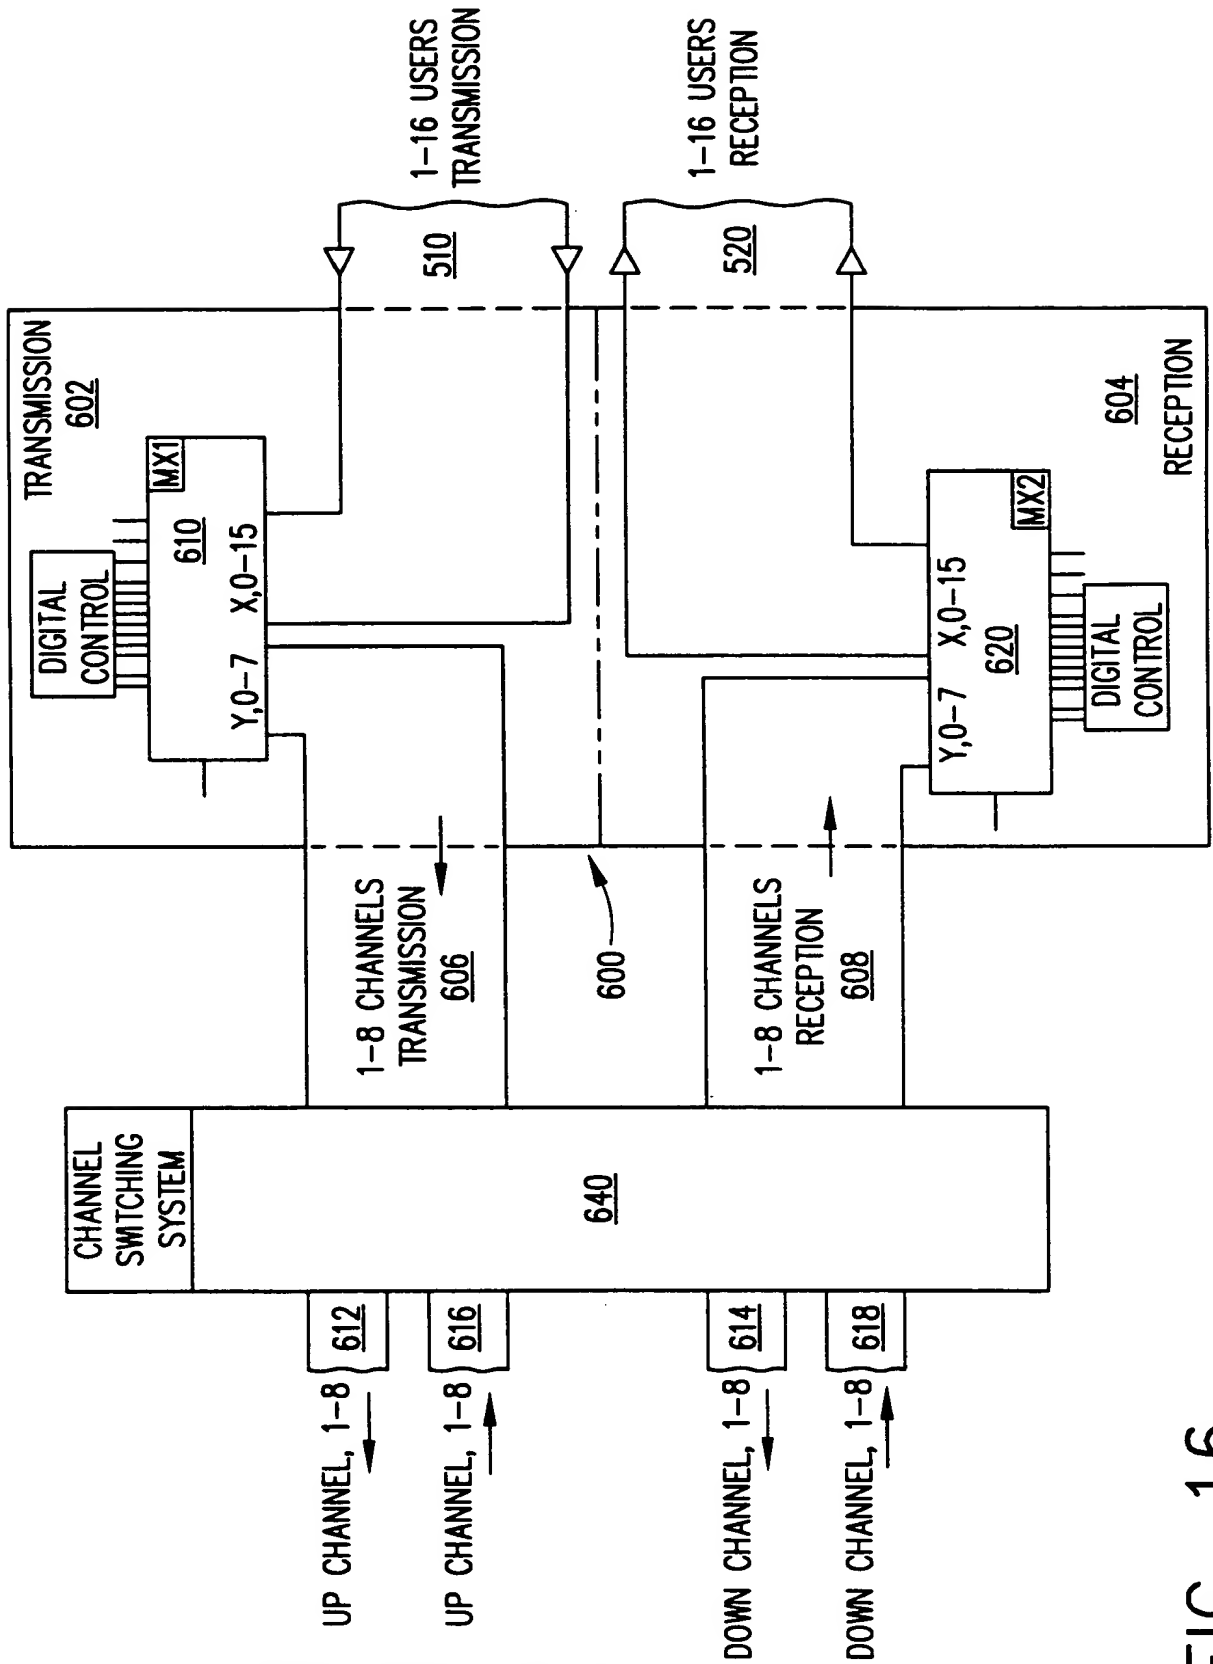 TRANSMISSION
602
DIGITAL
CONTROL
MX1
610
X,0-15
Y,0-7
1-16 USERS
TRANSMISSION
510
1-16 USERS
RECEPTION
520
604
RECEPTION
MX2
X,0-15
620
Y,0-7
DIGITAL
CONTROL
1-8 CHANNELS
TRANSMISSION
606
600
1-8 CHANNELS
RECEPTION
608
CHANNEL
SWITCHING
SYSTEM
640
612
616
614
618
UP CHANNEL, 1-8
UP CHANNEL, 1-8
DOWN CHANNEL, 1-8
DOWN CHANNEL, 1-8
FIG. 16